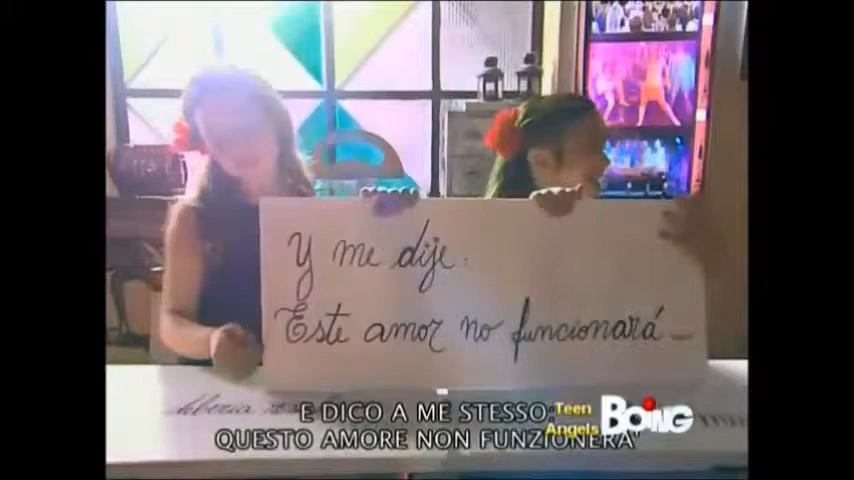 Y me dije:
Este amor no funcionará...
E DICO A ME STESSO:
QUESTO AMORE NON FUNZIONERA'
Teen
Angels
BOING